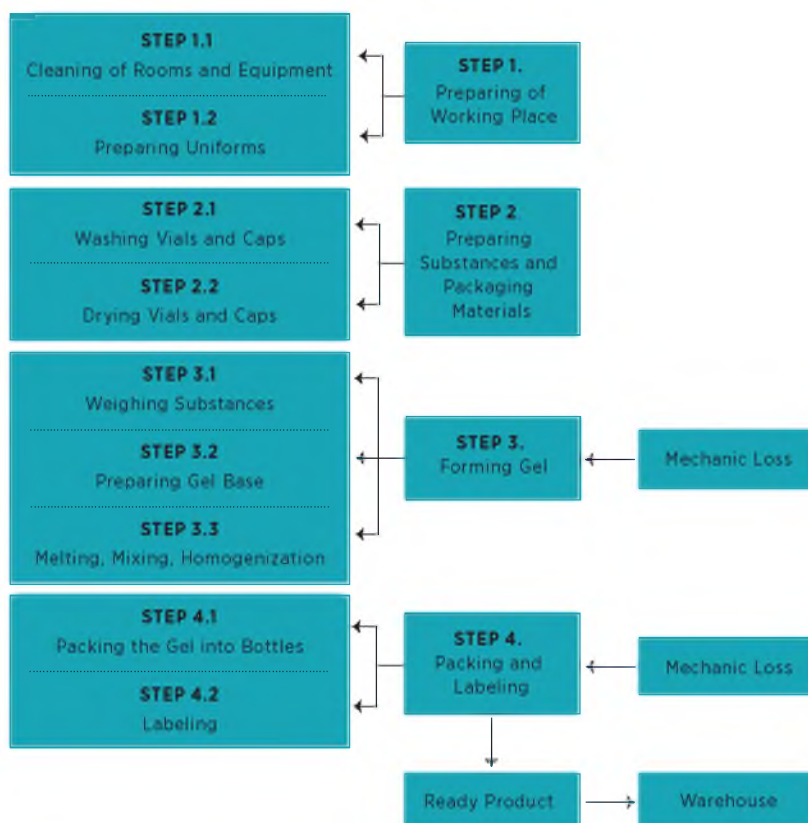 STEP 1.1
Cleaning of Rooms and Equipment
STEP 1.2
Preparing Uniforms
STEP 1.
Preparing of
Working Place
STEP 2.1
Washing Vials and Caps
STEP 2.2
Drying Vials and Caps
STEP 2
Preparing
Substances and
Packaging
Materials
STEP 3.1
Weighing Substances
STEP 3.2
Preparing Gel Base
STEP 3.3
Melting, Mixing, Homogenization
STEP 3.
Forming Gel
Mechanic Loss
STEP 4.1
Packing the Gel into Bottles
STEP 4.2
Labeling
STEP 4.
Packing and
Labeling
Mechanic Loss
Ready Product
Warehouse